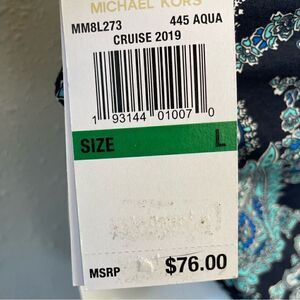 MICHAEL KORS
MM8L273 445 AQUA
CRUISE 2019
1 93144 01007 0
SIZE L
MSRP $76.00